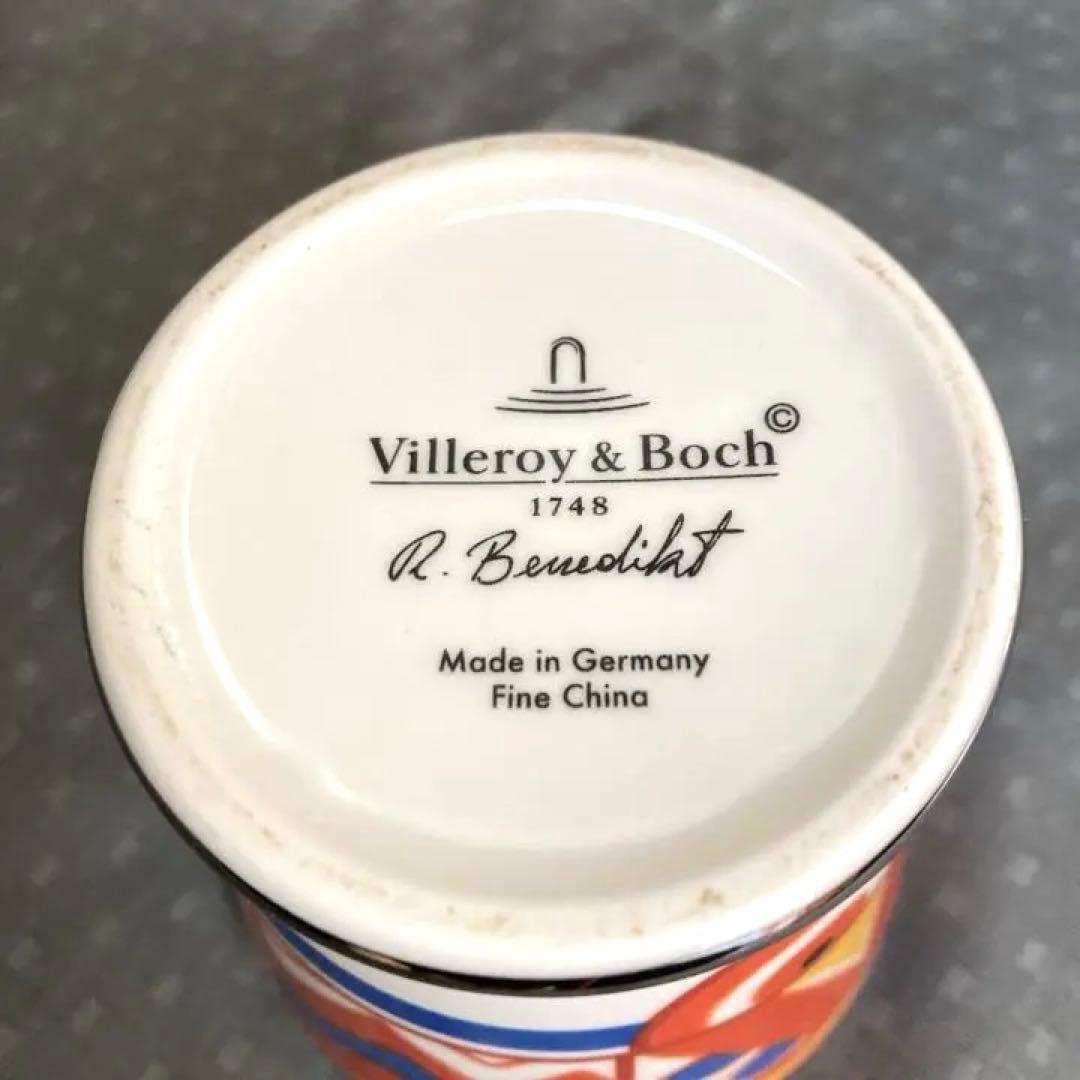 Villeroy & Boch©
1748
R. Benedikt
Made in Germany
Fine China